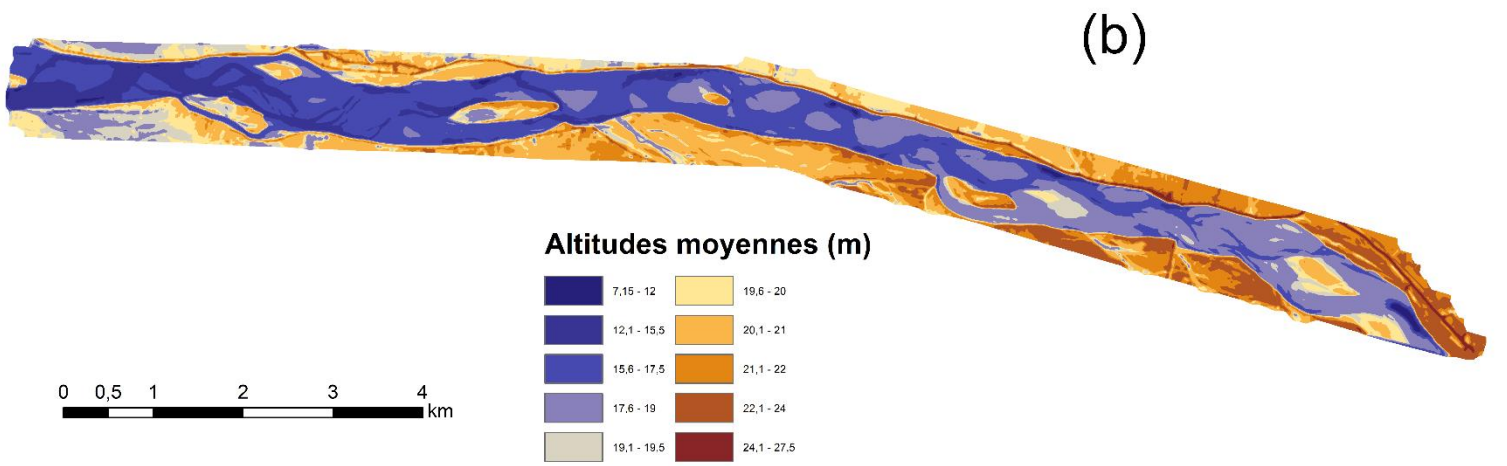 (b)
Altitudes moyennes (m)
7,15 - 12
19,6 - 20
12,1 - 15,5
20,1 - 21
15,6 - 17,5
21,1 - 22
17,6 - 19
22,1 - 24
19,1 - 19,5
24,1 - 27,5
0 0,5 1 2 3 4
km